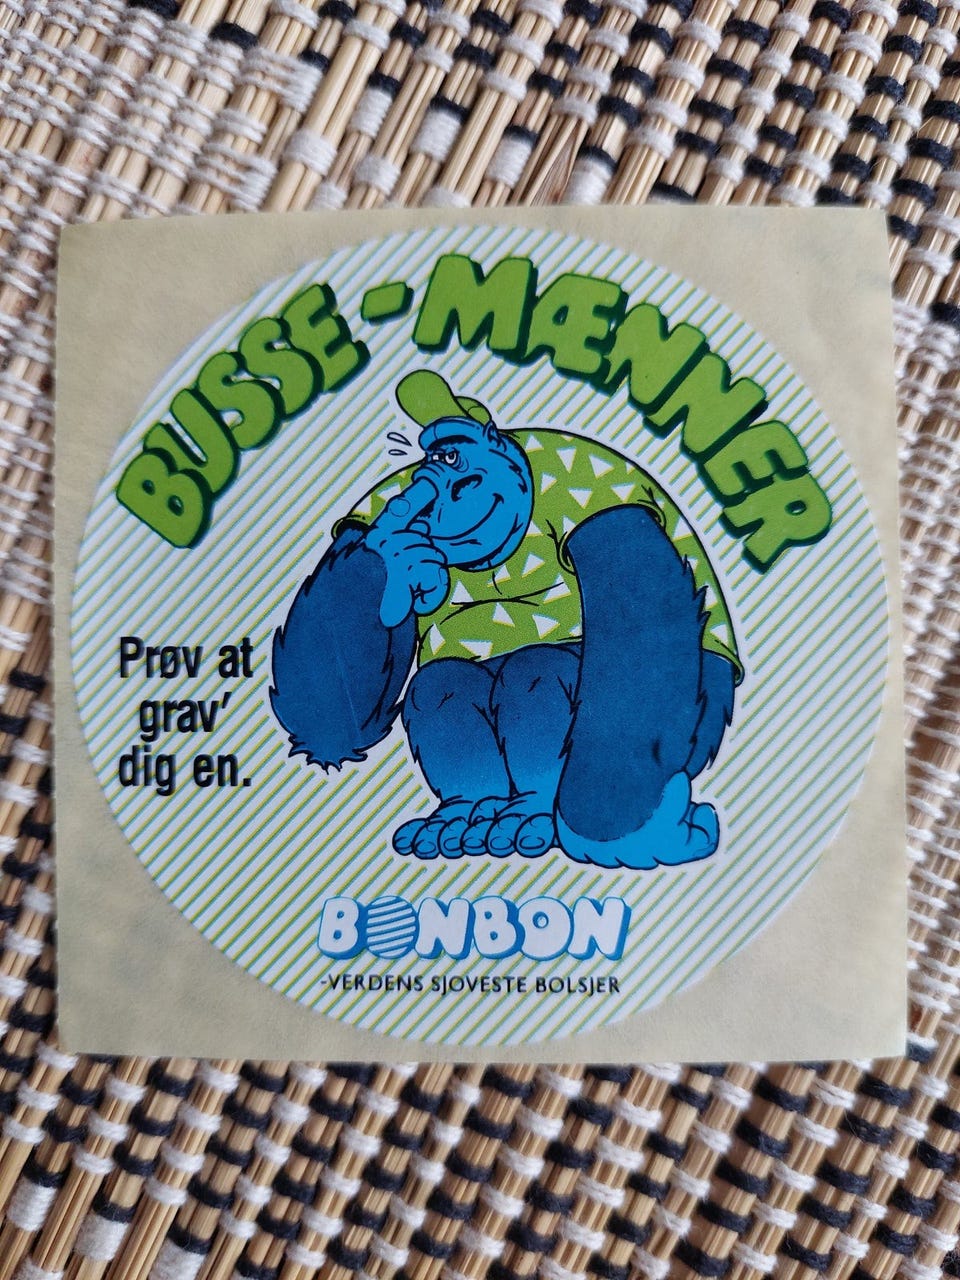 BUSSE-MÆNNER
Prøv at
grav'
dig en.
BONBON
-VERDENS SJOVESTE BOLSJER